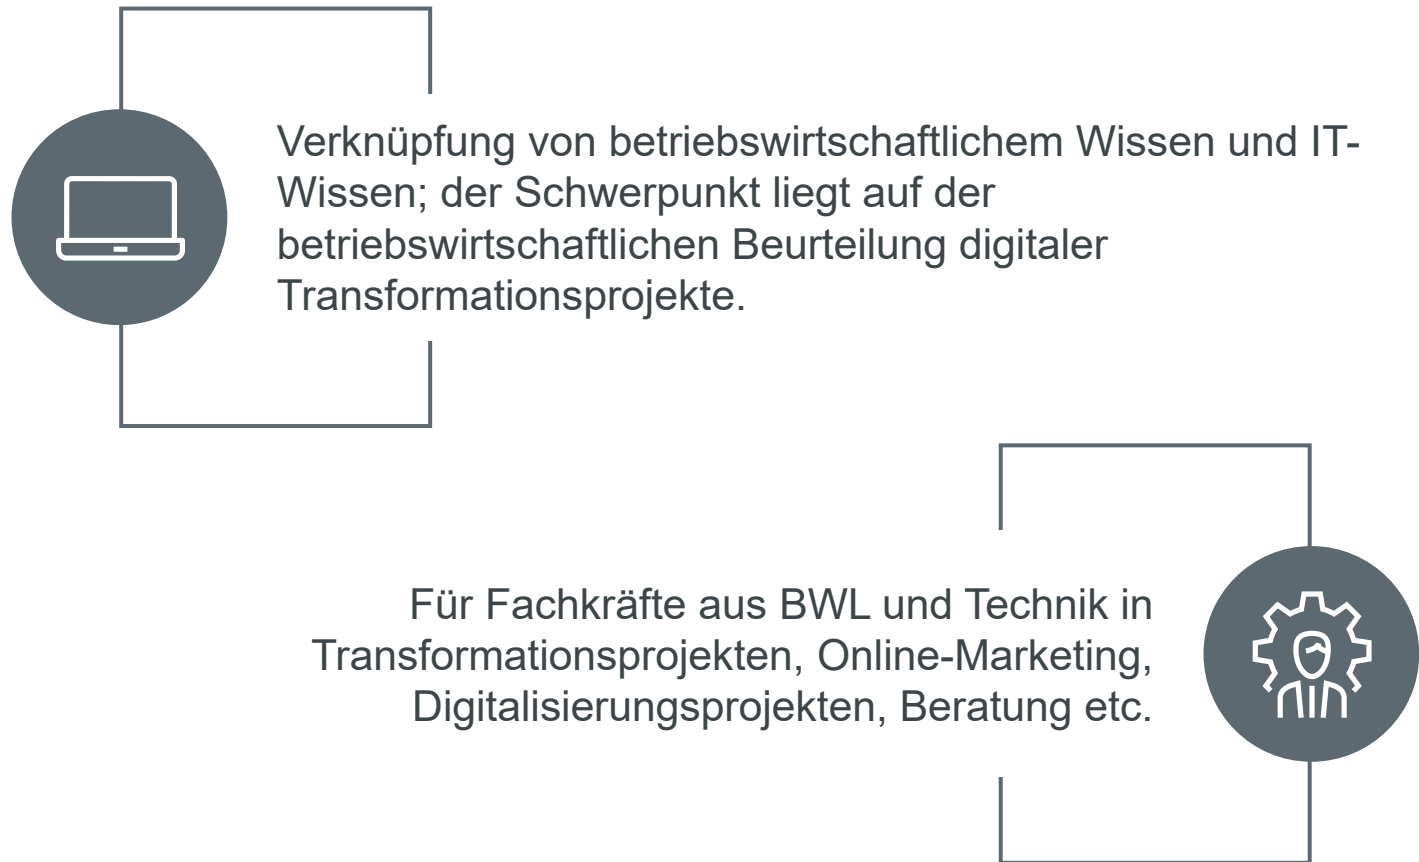 Verknüpfung von betriebswirtschaftlichem Wissen und IT-
Wissen; der Schwerpunkt liegt auf der
betriebswirtschaftlichen Beurteilung digitaler
Transformationsprojekte.
Für Fachkräfte aus BWL und Technik in
Transformationsprojekten, Online-Marketing,
Digitalisierungsprojekten, Beratung etc.